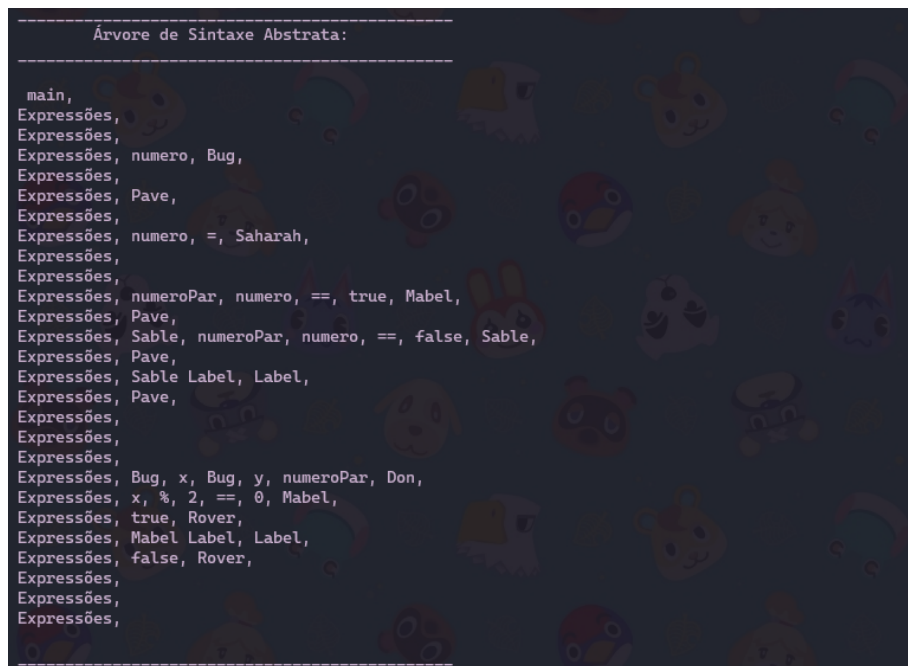 Árvore de Sintaxe Abstrata:
main,
Expressões,
Expressões,
Expressões, numero, Bug,
Expressões,
Expressões, Pave,
Expressões,
Expressões, numero, =, Saharah,
Expressões,
Expressões,
Expressões, numeroPar, numero, ==, true, Mabel,
Expressões, Pave,
Expressões, Sable, numeroPar, numero, ==, false, Sable,
Expressões, Pave,
Expressões, Sable Label, Label,
Expressões, Pave,
Expressões,
Expressões,
Expressões,
Expressões, Bug, x, Bug, y, numeroPar, Don,
Expressões, x, %, 2, ==, 0, Mabel,
Expressões, true, Rover,
Expressões, Mabel Label, Label,
Expressões, false, Rover,
Expressões,
Expressões,
Expressões,